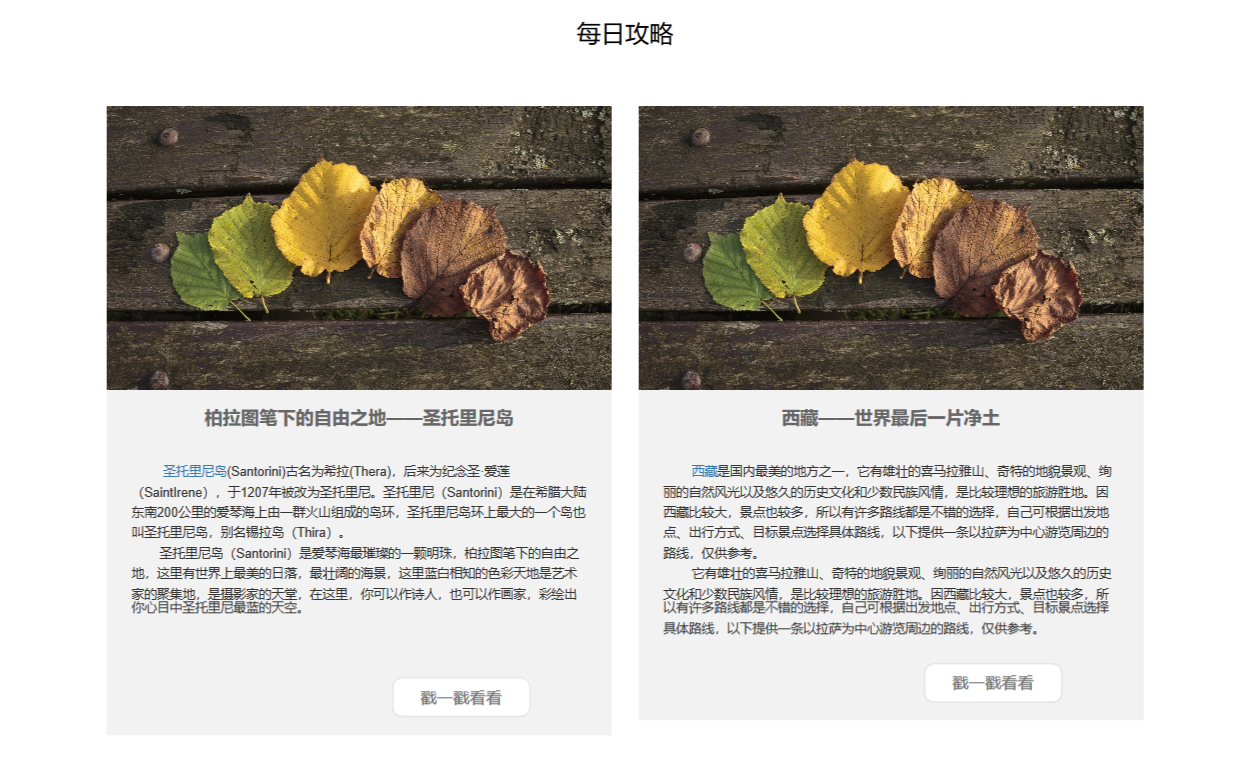 每日攻略
柏拉图笔下的自由之地——圣托里尼岛
圣托里尼岛(Santorini)古名为希拉(Thera)，后来为纪念圣·爱莲
（SaintIrene），于1207年被改为圣托里尼。圣托里尼（Santorini）是在希腊大陆
东南200公里的爱琴海上由一群火山组成的岛环，圣托里尼岛环上最大的一个岛也
叫圣托里尼岛，别名锡拉岛（Thira）。
圣托里尼岛（Santorini）是爱琴海最璀璨的一颗明珠，柏拉图笔下的自由之
地，这里有世界上最美的日落，最壮阔的海景，这里蓝白相知的色彩天地是艺术
家的聚集地，是摄影家的天堂，在这里，你可以作诗人，也可以作画家，彩绘出
你心目中圣托里尼最蓝的天空。
戳一戳看看
西藏——世界最后一片净土
西藏是国内最美的地方之一，它有雄壮的喜马拉雅山、奇特的地貌景观、绚
丽的自然风光以及悠久的历史文化和少数民族风情，是比较理想的旅游胜地。因
西藏比较大，景点也较多，所以有许多路线都是不错的选择，自己可根据出发地
点、出行方式、目标景点选择具体路线，以下提供一条以拉萨为中心游览周边的
路线，仅供参考。
它有雄壮的喜马拉雅山、奇特的地貌景观、绚丽的自然风光以及悠久的历史
文化和少数民族风情，是比较理想的旅游胜地。因西藏比较大，景点也较多，所
以有许多路线都是不错的选择，自己可根据出发地点、出行方式、目标景点选择
具体路线，以下提供一条以拉萨为中心游览周边的路线，仅供参考。
戳一戳看看